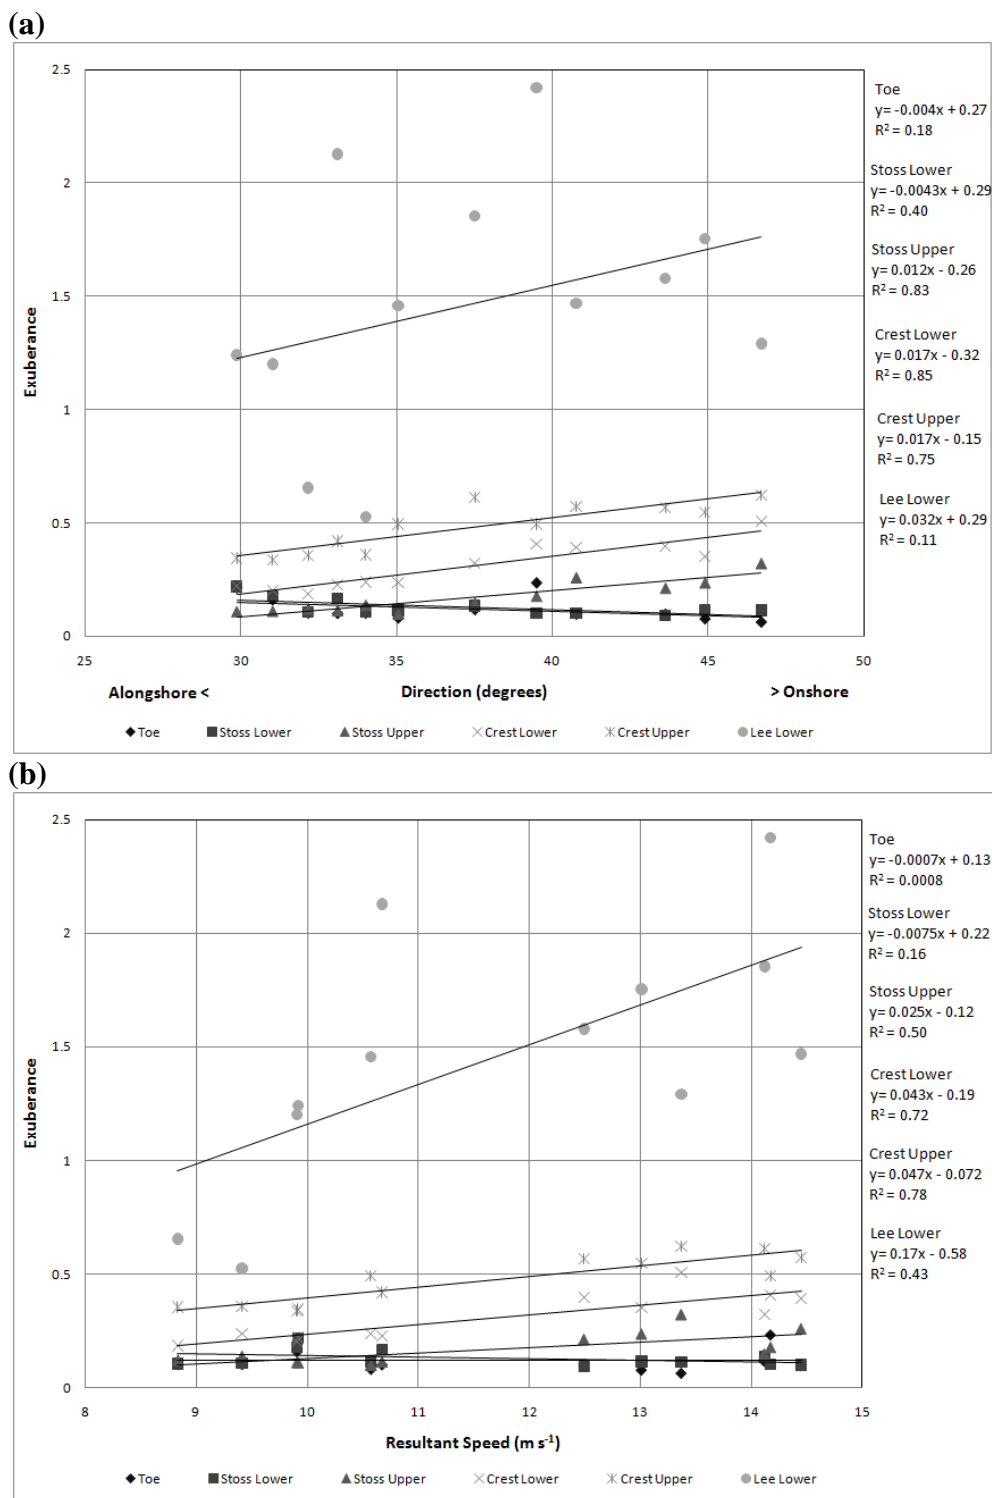 (a)
2.5
2
1.5
1
0.5
0
Exuberance
25 30 35 40 45 50
Alongshore < Direction (degrees) > Onshore
Toe
y= -0.004x + 0.27
R² = 0.18
Stoss Lower
y= -0.0043x + 0.29
R² = 0.40
Stoss Upper
y= 0.012x - 0.26
R² = 0.83
Crest Lower
y= 0.017x - 0.32
R² = 0.85
Crest Upper
y= 0.017x - 0.15
R² = 0.75
Lee Lower
y= 0.032x + 0.29
R² = 0.11
Toe Stoss Lower Stoss Upper Crest Lower Crest Upper Lee Lower
(b)
2.5
2
1.5
1
0.5
0
Exuberance
8 9 10 11 12 13 14 15
Resultant Speed (m s⁻¹)
Toe
y= -0.0007x + 0.13
R² = 0.0008
Stoss Lower
y= -0.0075x + 0.22
R² = 0.16
Stoss Upper
y= 0.025x - 0.12
R² = 0.50
Crest Lower
y= 0.043x - 0.19
R² = 0.72
Crest Upper
y= 0.047x - 0.072
R² = 0.78
Lee Lower
y= 0.17x - 0.58
R² = 0.43
Toe Stoss Lower Stoss Upper Crest Lower Crest Upper Lee Lower